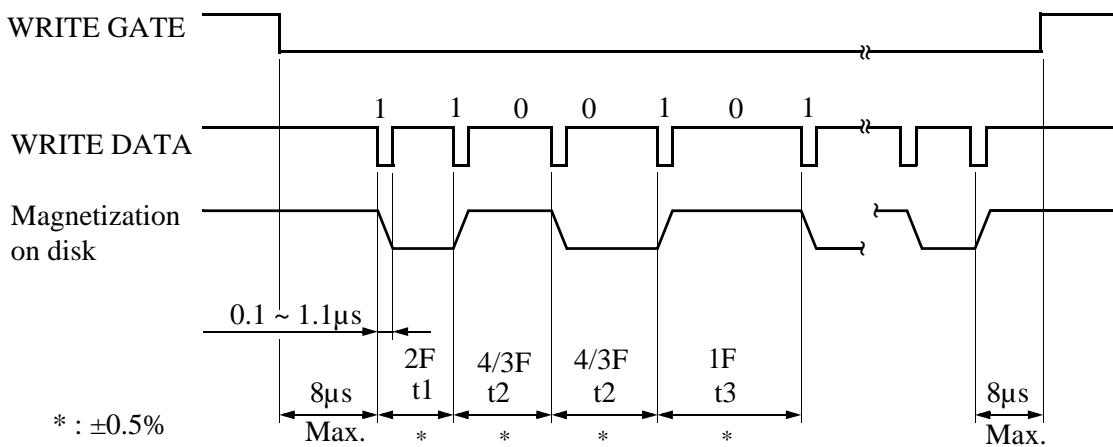 WRITE GATE
1 1 0 0 1 0 1
WRITE DATA
Magnetization
on disk
0.1 ~ 1.1µs
2F 4/3F 4/3F 1F
t1 t2 t2 t3
8µs 8µs
Max. Max.
* : ±0.5% * * * *